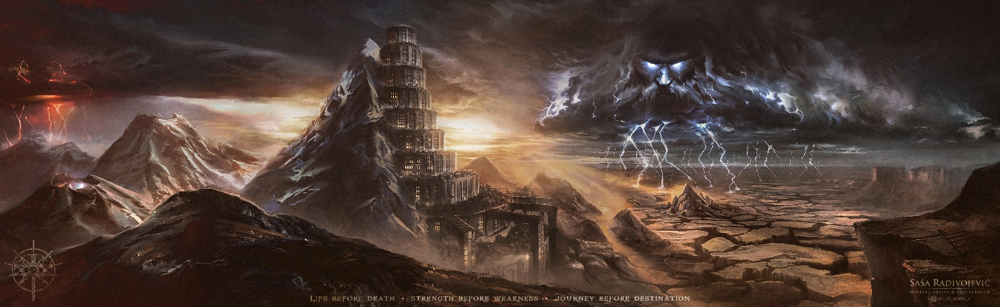 LIFE BEFORE DEATH • STRENGTH BEFORE WEAKNESS • JOURNEY BEFORE DESTINATION
SAŠA RADIVOJEVIĆ
DIGITAL ARTIST & ILLUSTRATOR